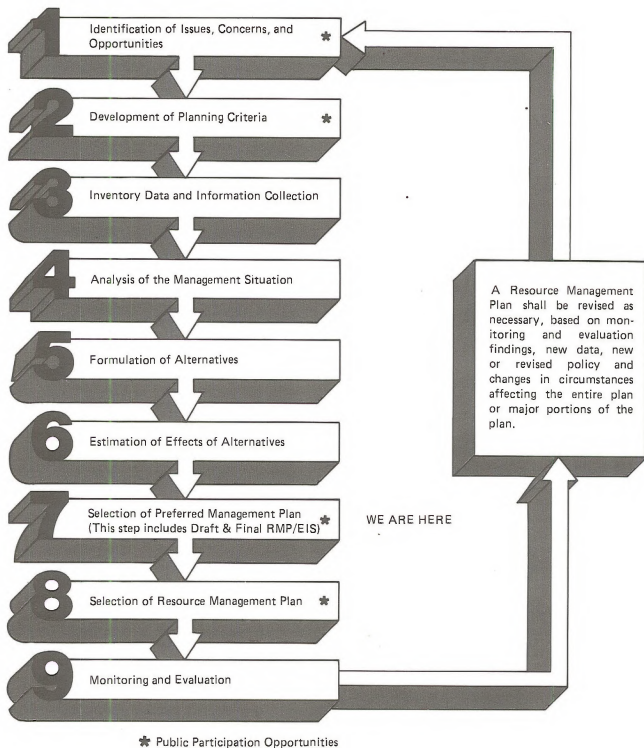 1
Identification of Issues, Concerns, and
Opportunities *
2
Development of Planning Criteria *
3
Inventory Data and Information Collection
4
Analysis of the Management Situation
5
Formulation of Alternatives
6
Estimation of Effects of Alternatives
7
Selection of Preferred Management Plan
(This step includes Draft & Final RMP/EIS) *
WE ARE HERE
8
Selection of Resource Management Plan *
9
Monitoring and Evaluation
A Resource Management
Plan shall be revised as
necessary, based on mon-
itoring and evaluation
findings, new data, new
or revised policy and
changes in circumstances
affecting the entire plan
or major portions of the
plan.
* Public Participation Opportunities